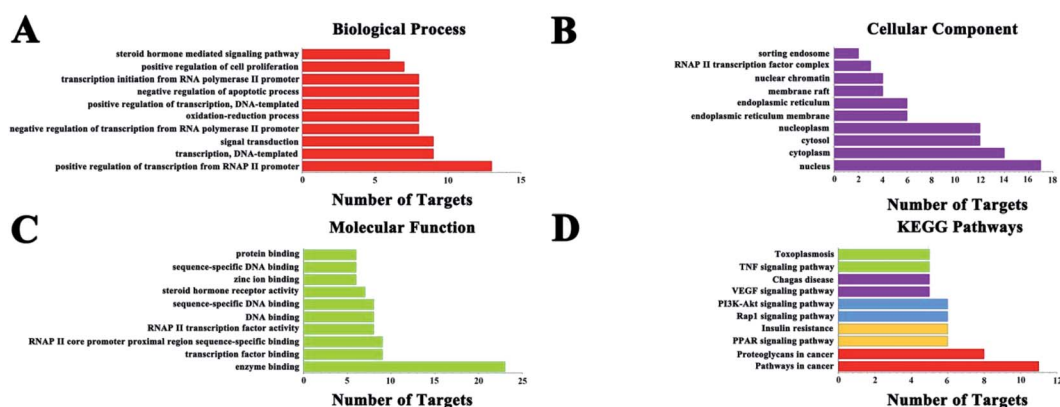 A
Biological Process
steroid hormone mediated signaling pathway
positive regulation of cell proliferation
transcription initiation from RNA polymerase II promoter
negative regulation of apoptotic process
positive regulation of transcription, DNA-templated
oxidation-reduction process
negative regulation of transcription from RNA polymerase II promoter
signal transduction
transcription, DNA-templated
positive regulation of transcription from RNAP II promoter
0 5 10 15
Number of Targets
B
Cellular Component
sorting endosome
RNAP II transcription factor complex
nuclear chromatin
membrane raft
endoplasmic reticulum
endoplasmic reticulum membrane
nucleoplasm
cytosol
cytoplasm
nucleus
0 2 4 6 8 10 12 14 16 18
Number of Targets
C
Molecular Function
protein binding
sequence-specific DNA binding
zinc ion binding
steroid hormone receptor activity
sequence-specific DNA binding
DNA binding
RNAP II transcription factor activity
RNAP II core promoter proximal region sequence-specific binding
transcription factor binding
enzyme binding
0 5 10 15 20 25
Number of Targets
D
KEGG Pathways
Toxoplasmosis
TNF signaling pathway
Chagas disease
VEGF signaling pathway
PI3K-Akt signaling pathway
Rap1 signaling pathway
Insulin resistance
PPAR signaling pathway
Proteoglycans in cancer
Pathways in cancer
0 2 4 6 8 10 12
Number of Targets